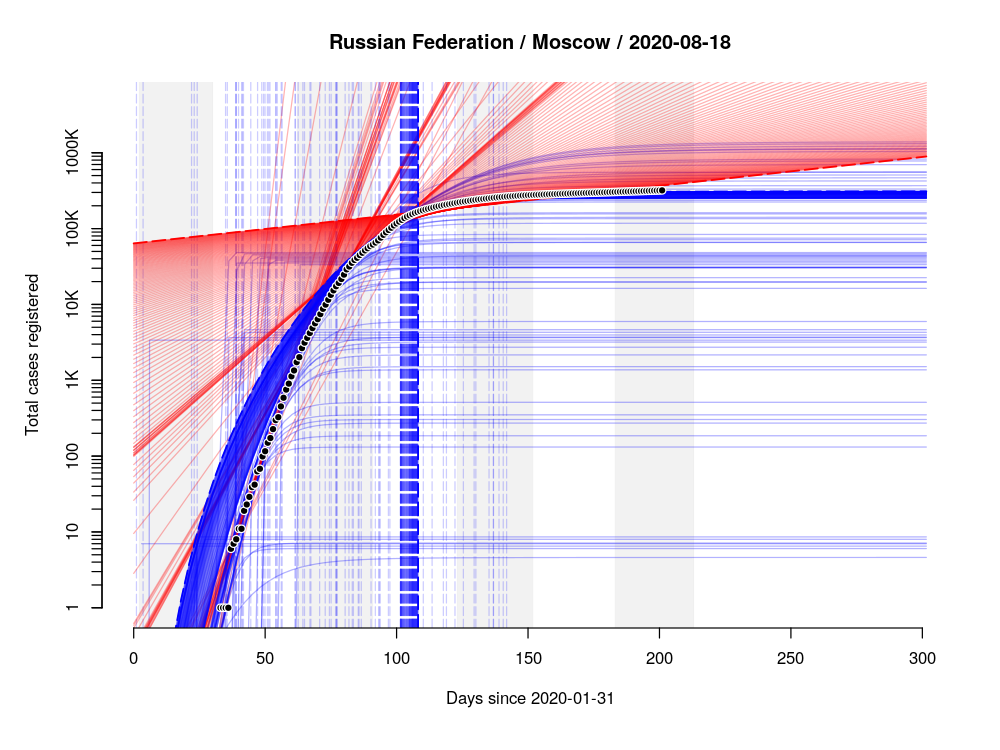 Russian Federation / Moscow / 2020-08-18
Total cases registered
1000K
100K
10K
1K
100
10
1
0 50 100 150 200 250 300
Days since 2020-01-31